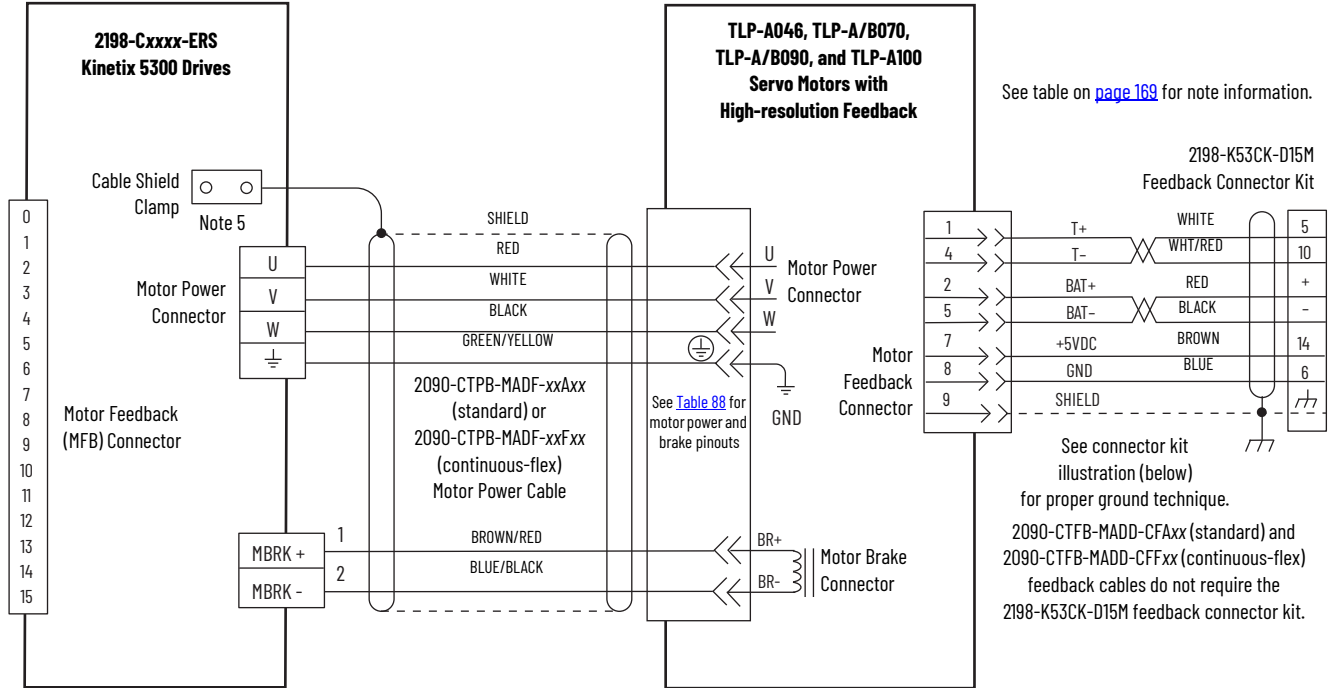 2198-Cxxxx-ERS
Kinetix 5300 Drives
Cable Shield
Clamp
Note 5
0
1
2
3
4
5
6
7
8
9
10
11
12
13
14
15
Motor Feedback
(MFB) Connector
Motor Power
Connector
U
V
W
MBRK +
MBRK -
1
2
SHIELD
RED
WHITE
BLACK
GREEN/YELLOW
2090-CTPB-MADF-xxAxx
(standard) or
2090-CTPB-MADF-xxFxx
(continuous-flex)
Motor Power Cable
BROWN/RED
BLUE/BLACK
TLP-A046, TLP-A/B070,
TLP-A/B090, and TLP-A100
Servo Motors with
High-resolution Feedback
U
V
W
Motor Power
Connector
GND
See Table 88 for
motor power and
brake pinouts
BR+
BR-
Motor Brake
Connector
Motor
Feedback
Connector
1
4
2
5
7
8
9
See table on page 169 for note information.
2198-K53CK-D15M
Feedback Connector Kit
T+
T-
BAT+
BAT-
+5VDC
GND
SHIELD
WHITE
WHT/RED
RED
BLACK
BROWN
BLUE
5
10
+
-
14
6
See connector kit
illustration (below)
for proper ground technique.
2090-CTFB-MADD-CFAxx (standard) and
2090-CTFB-MADD-CFFxx (continuous-flex)
feedback cables do not require the
2198-K53CK-D15M feedback connector kit.